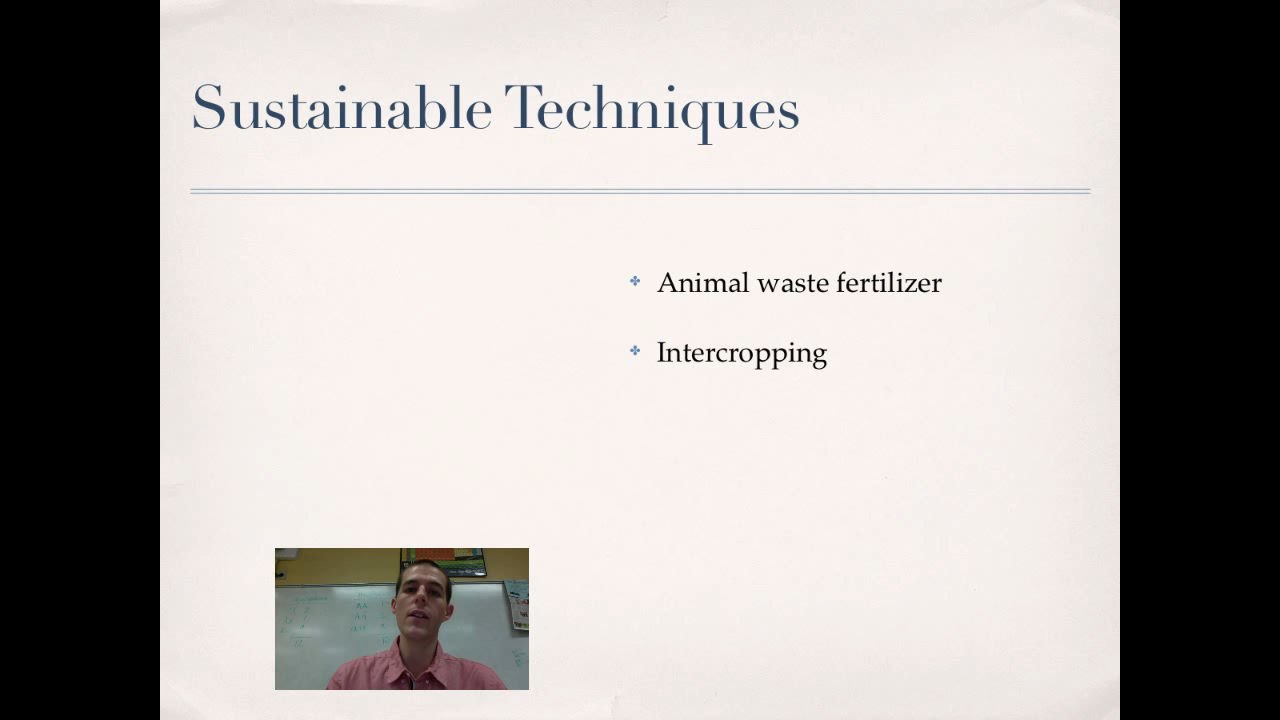 Sustainable Techniques
Animal waste fertilizer
Intercropping